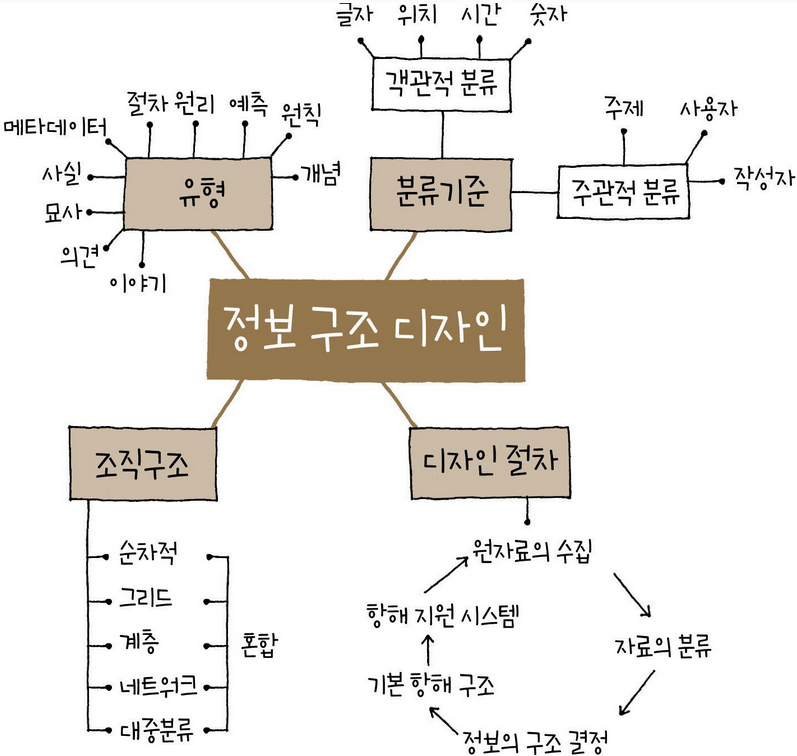 글자 위치 시간 숫자
객관적 분류
절차 원리 예측 원칙
메타데이터
사실
묘사
의견
이야기
개념
유형
분류기준
주제 사용자
작성자
주관적 분류
정보 구조 디자인
조직구조
순차적
그리드
계층
네트워크
대중분류
혼합
디자인 절차
원자료의 수집
자료의 분류
정보의 구조 결정
기본 항해 구조
항해 지원 시스템